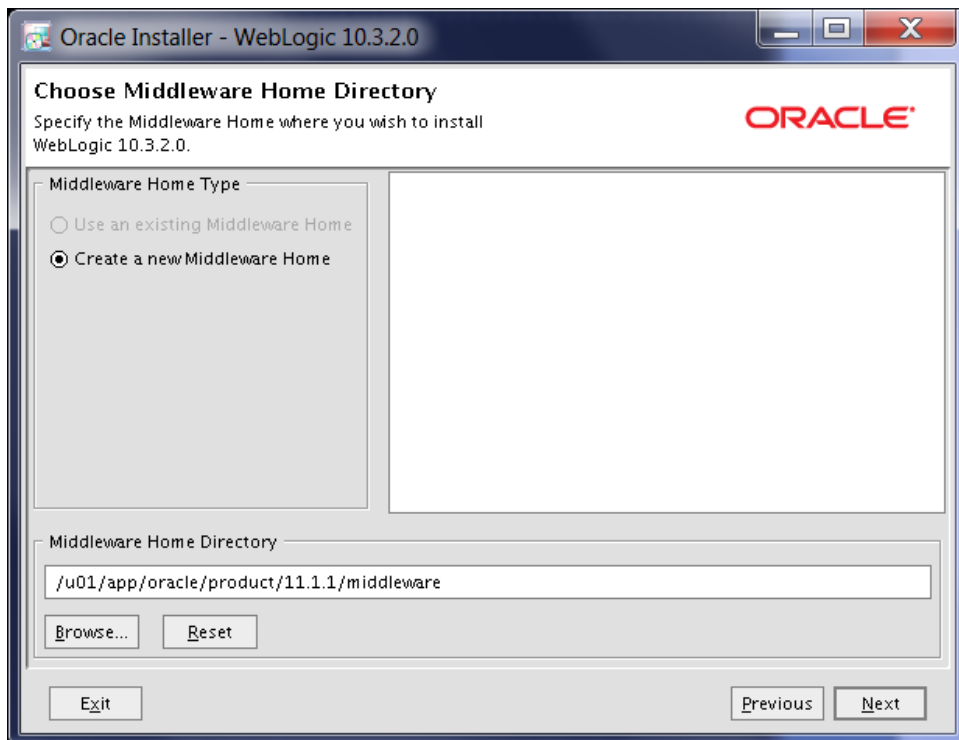 Oracle Installer - WebLogic 10.3.2.0
Choose Middleware Home Directory
Specify the Middleware Home where you wish to install
WebLogic 10.3.2.0.
ORACLE
Middleware Home Type
Use an existing Middleware Home
Create a new Middleware Home
Middleware Home Directory
/u01/app/oracle/product/11.1.1/middleware
Browse...
Reset
Exit
Previous
Next